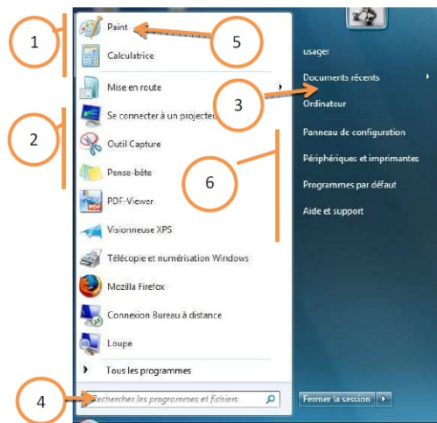 1
Paint
5
Calculatrice
usager
Mise en route
Documents récents
3
Ordinateur
2
Se connecter à un projecteu
Outil Capture
Panneau de configuration
Pense-bête
6
Périphériques et imprimantes
PDF-Viewer
Programmes par défaut
Visionneuse XPS
Aide et support
Télécopie et numérisation Windows
Mozilla Firefox
Connexion Bureau à distance
Loupe
Tous les programmes
4
Rechercher les programmes et fichiers
Fermer la session